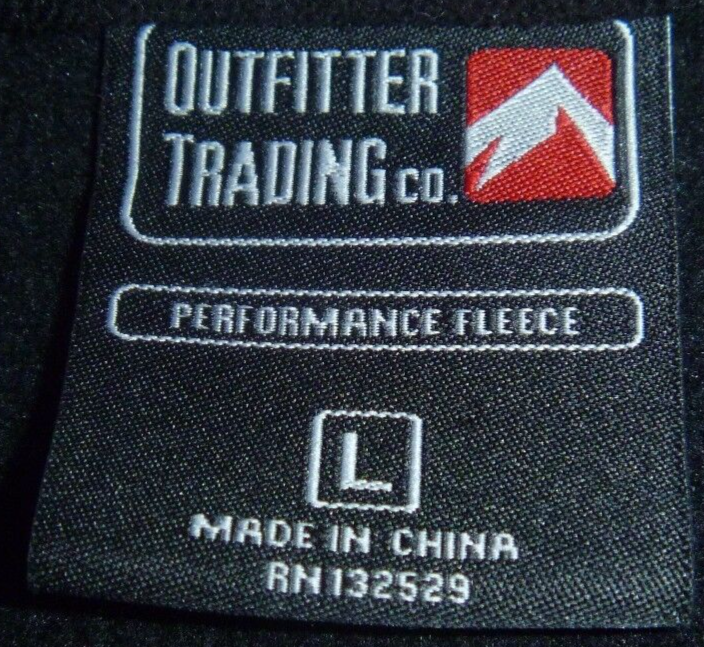 OUTFITTER
TRADING CO.
PERFORMANCE FLEECE
L
MADE IN CHINA
RN132529